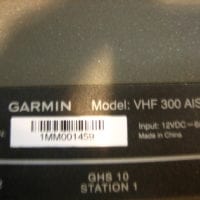 GARMIN Model: VHF 300 AIS
Input: 12VDC
Made in China
1MM001459
GHS 10
STATION 1